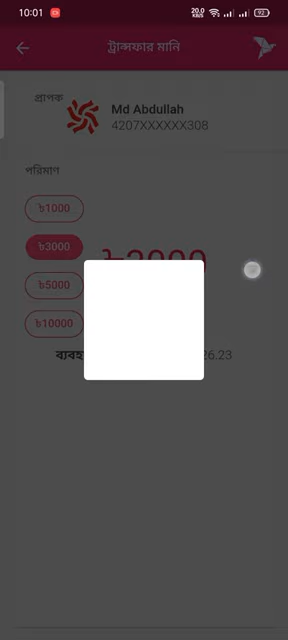 10:01
20.0 KB/S
92
ট্রান্সফার মানি
প্রাপক
Md Abdullah
4207XXXXXX308
পরিমাণ
৳1000
৳3000
৳5000
৳10000
26.23